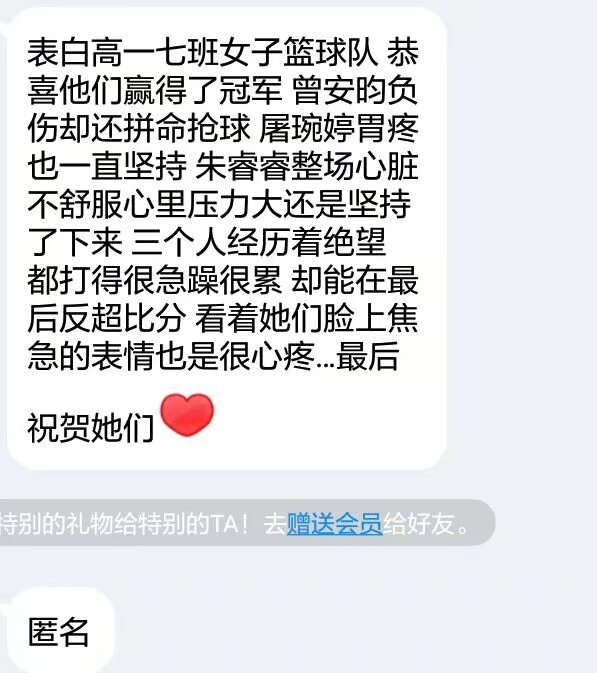 表白高一七班女子篮球队 恭
喜他们赢得了冠军 曾安昀负
伤却还拼命抢球 屠琬婷胃疼
也一直坚持 朱睿睿整场心脏
不舒服心里压力大还是坚持
了下来 三个人经历着绝望
都打得很急躁很累 却能在最
后反超比分 看着她们脸上焦
急的表情也是很心疼...最后
祝贺她们
特别的礼物给特别的TA！去赠送会员给好友。
匿名